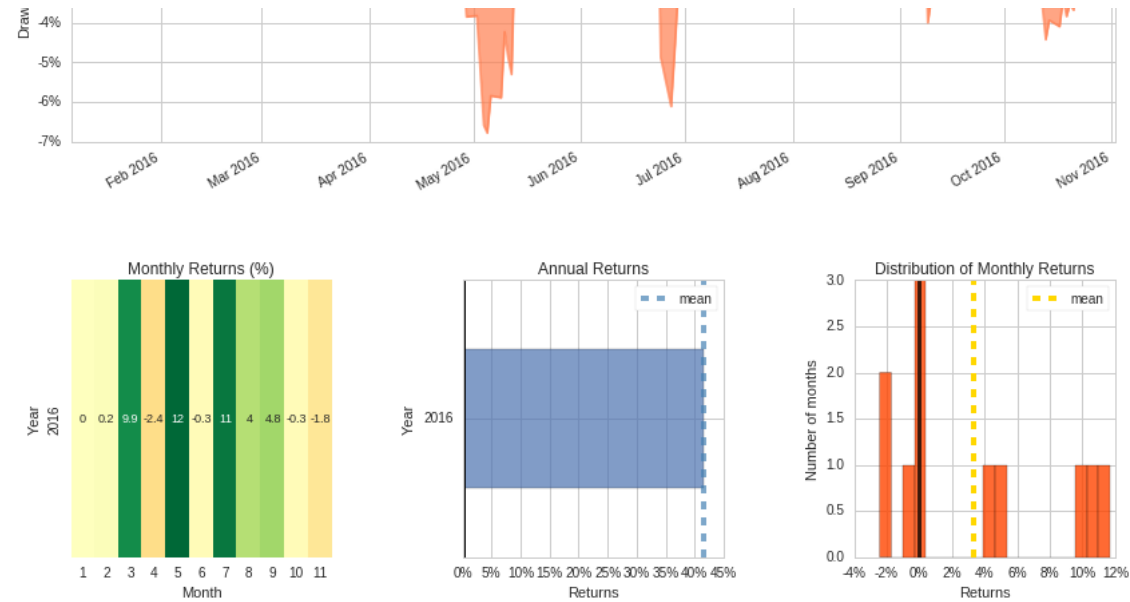 Draw
-4%
-5%
-6%
-7%
Feb 2016 Mar 2016 Apr 2016 May 2016 Jun 2016 Jul 2016 Aug 2016 Sep 2016 Oct 2016 Nov 2016
Monthly Returns (%)
Year
2016
0 0.2 9.9 -2.4 12 -0.3 11 4 4.8 -0.3 -1.8
1 2 3 4 5 6 7 8 9 10 11
Month
Annual Returns
mean
Year
2016
0% 5% 10% 15% 20% 25% 30% 35% 40% 45%
Returns
Distribution of Monthly Returns
mean
Number of months
3.0
2.5
2.0
1.5
1.0
0.5
0.0
-4% -2% 0% 2% 4% 6% 8% 10% 12%
Returns